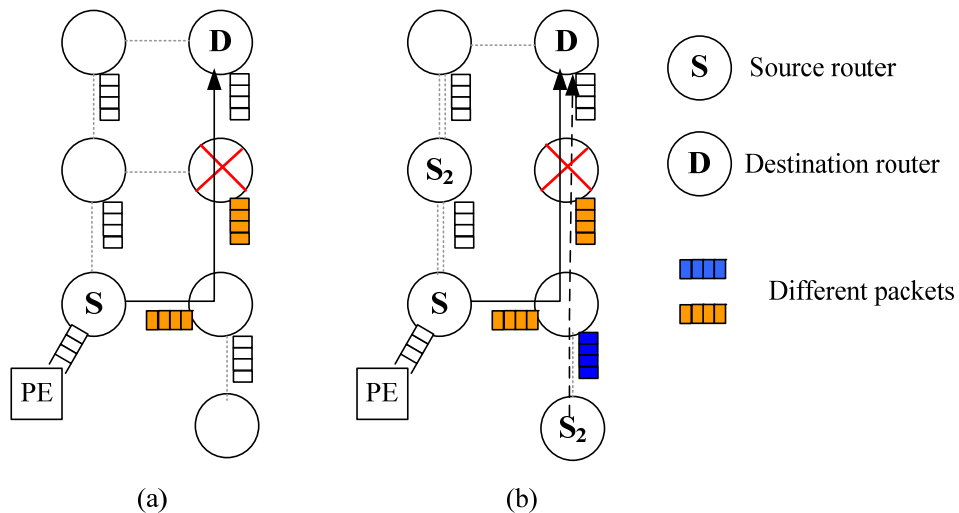 D
S
PE
(a)
D
S₂
S
PE
S₂
(b)
S Source router
D Destination router
Different packets